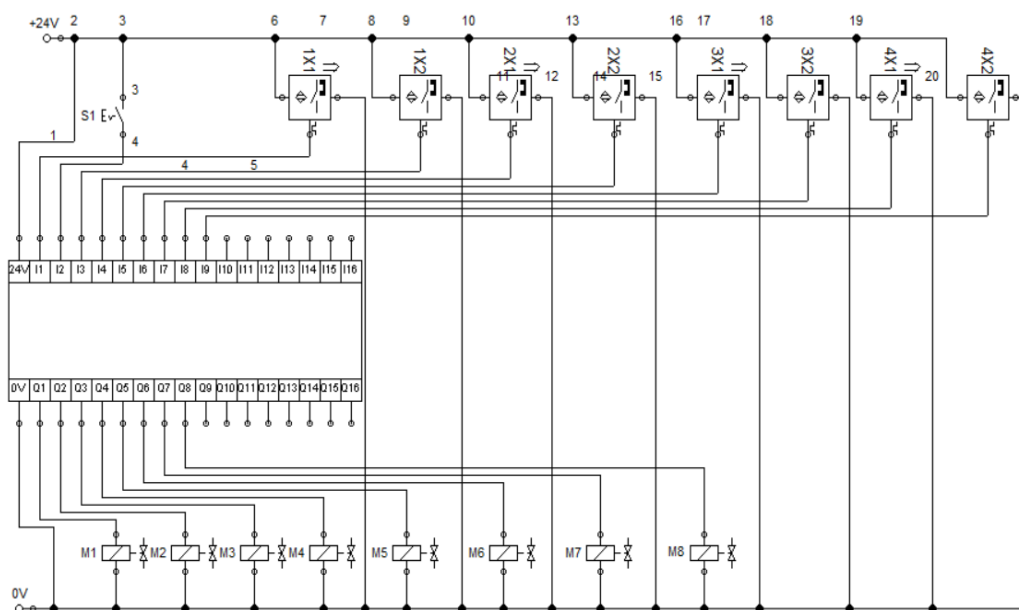 +24V 2 3 6 7 8 9 10 13 16 17 18 19
1X1 1X2 2X1 2X2 3X1 3X2 4X1 4X2
11 12 14 15 20
3
S1
4
1
4 5
24V I1 I2 I3 I4 I5 I6 I7 I8 I9 I10 I11 I12 I13 I14 I15 I16
0V Q1 Q2 Q3 Q4 Q5 Q6 Q7 Q8 Q9 Q10 Q11 Q12 Q13 Q14 Q15 Q16
M1 M2 M3 M4 M5 M6 M7 M8
0V